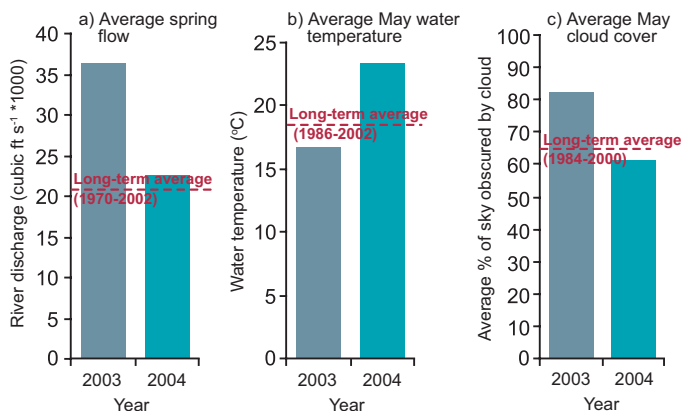 a) Average spring
flow
River discharge (cubic ft s-1 *1000)
40
35
30
25
20
15
10
5
0
Long-term average
(1970-2002)
2003 2004
Year
b) Average May water
temperature
Water temperature (°C)
25
20
15
10
5
0
Long-term average
(1986-2002)
2003 2004
Year
c) Average May
cloud cover
Average % of sky obscured by cloud
100
90
80
70
60
50
40
30
20
10
0
Long-term average
(1984-2000)
2003 2004
Year